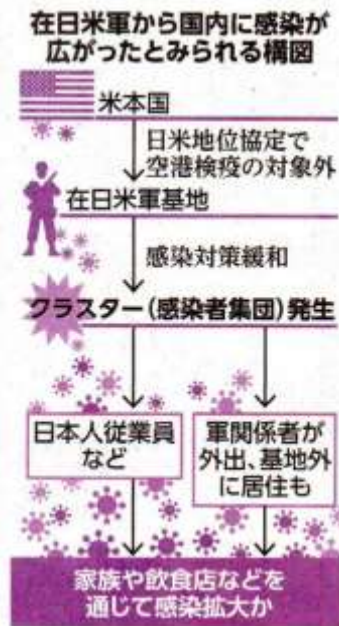 在日米軍から国内に感染が
広がったとみられる構図
米本国
日米地位協定で
空港検疫の対象外
在日米軍基地
感染対策緩和
クラスター(感染者集団)発生
日本人従業員
など
軍関係者が
外出、基地外
に居住も
家族や飲食店などを
通じて感染拡大か